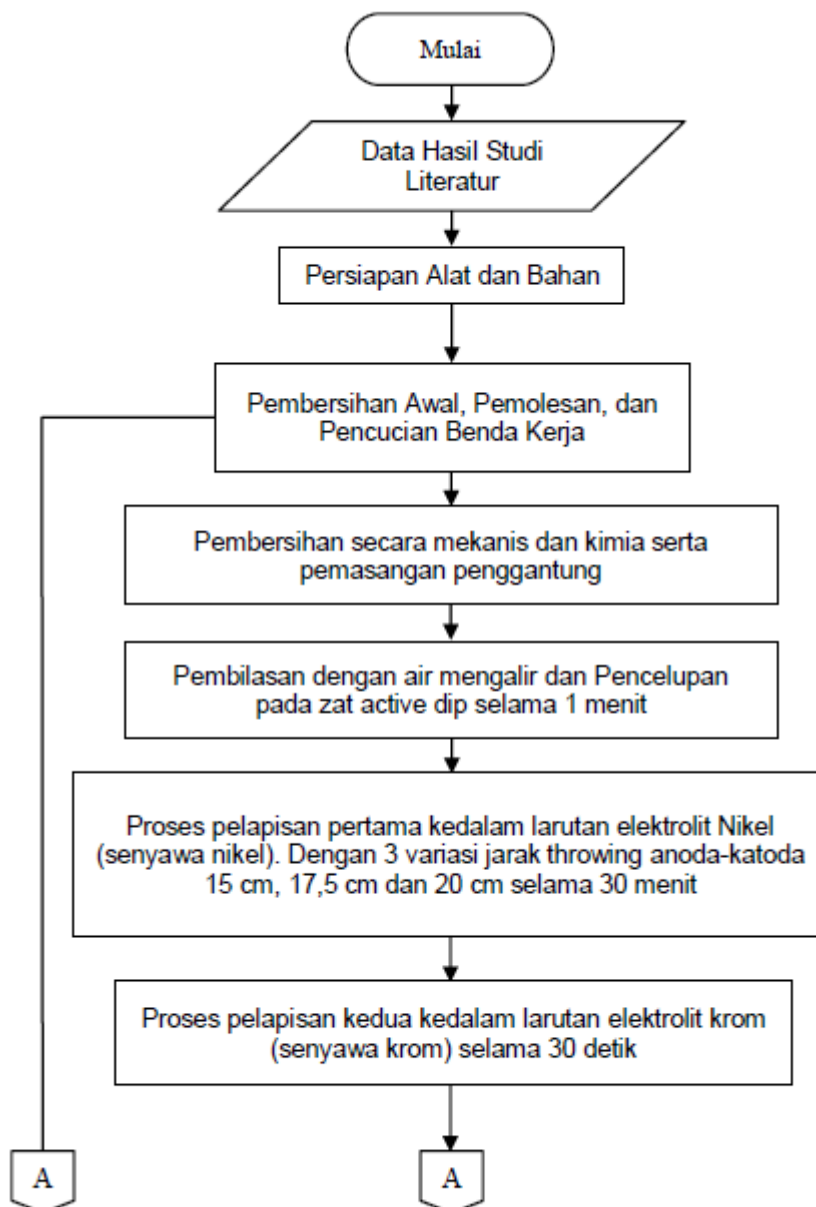 Mulai
Data Hasil Studi
Literatur
Persiapan Alat dan Bahan
Pembersihan Awal, Pemolesan, dan
Pencucian Benda Kerja
Pembersihan secara mekanis dan kimia serta
pemasangan penggantung
Pembilasan dengan air mengalir dan Pencelupan
pada zat active dip selama 1 menit
Proses pelapisan pertama kedalam larutan elektrolit Nikel
(senyawa nikel). Dengan 3 variasi jarak throwing anoda-katoda
15 cm, 17,5 cm dan 20 cm selama 30 menit
Proses pelapisan kedua kedalam larutan elektrolit krom
(senyawa krom) selama 30 detik
A
A